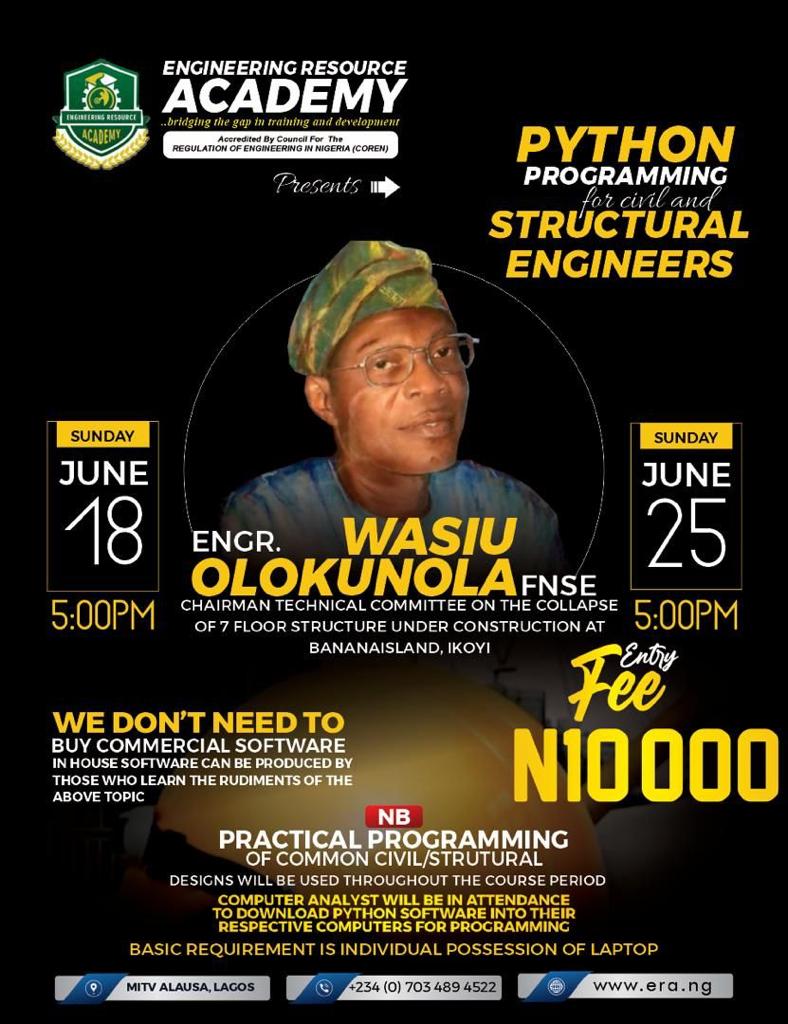 ENGINEERING RESOURCE
ACADEMY
ENGINEERING RESOURCE
ACADEMY
..bridging the gap in training and development
Accredited By Council For The
REGULATION OF ENGINEERING IN NIGERIA (COREN)
Presents
PYTHON
PROGRAMMING
for civil and
STRUCTURAL
ENGINEERS
SUNDAY
JUNE
18
5:00PM
SUNDAY
JUNE
25
5:00PM
ENGR. WASIU
OLOKUNOLA FNSE
CHAIRMAN TECHNICAL COMMITTEE ON THE COLLAPSE
OF 7 FLOOR STRUCTURE UNDER CONSTRUCTION AT
BANANAISLAND, IKOYI
Entry
Fee
N10 000
WE DON'T NEED TO
BUY COMMERCIAL SOFTWARE
IN HOUSE SOFTWARE CAN BE PRODUCED BY
THOSE WHO LEARN THE RUDIMENTS OF THE
ABOVE TOPIC
NB
PRACTICAL PROGRAMMING
OF COMMON CIVIL/STRUTURAL
DESIGNS WILL BE USED THROUGHOUT THE COURSE PERIOD
COMPUTER ANALYST WILL BE IN ATTENDANCE
TO DOWNLOAD PYTHON SOFTWARE INTO THEIR
RESPECTIVE COMPUTERS FOR PROGRAMMING
BASIC REQUIREMENT IS INDIVIDUAL POSSESSION OF LAPTOP
MITV ALAUSA, LAGOS
+234 (0) 703 489 4522
www.era.ng